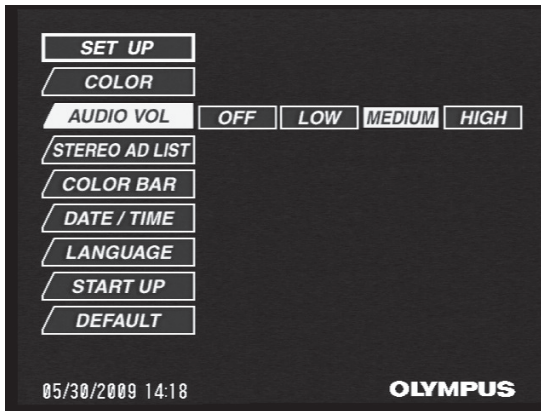 SET UP
COLOR
AUDIO VOL OFF LOW MEDIUM HIGH
STEREO AD LIST
COLOR BAR
DATE / TIME
LANGUAGE
START UP
DEFAULT
05/30/2009 14:18 OLYMPUS